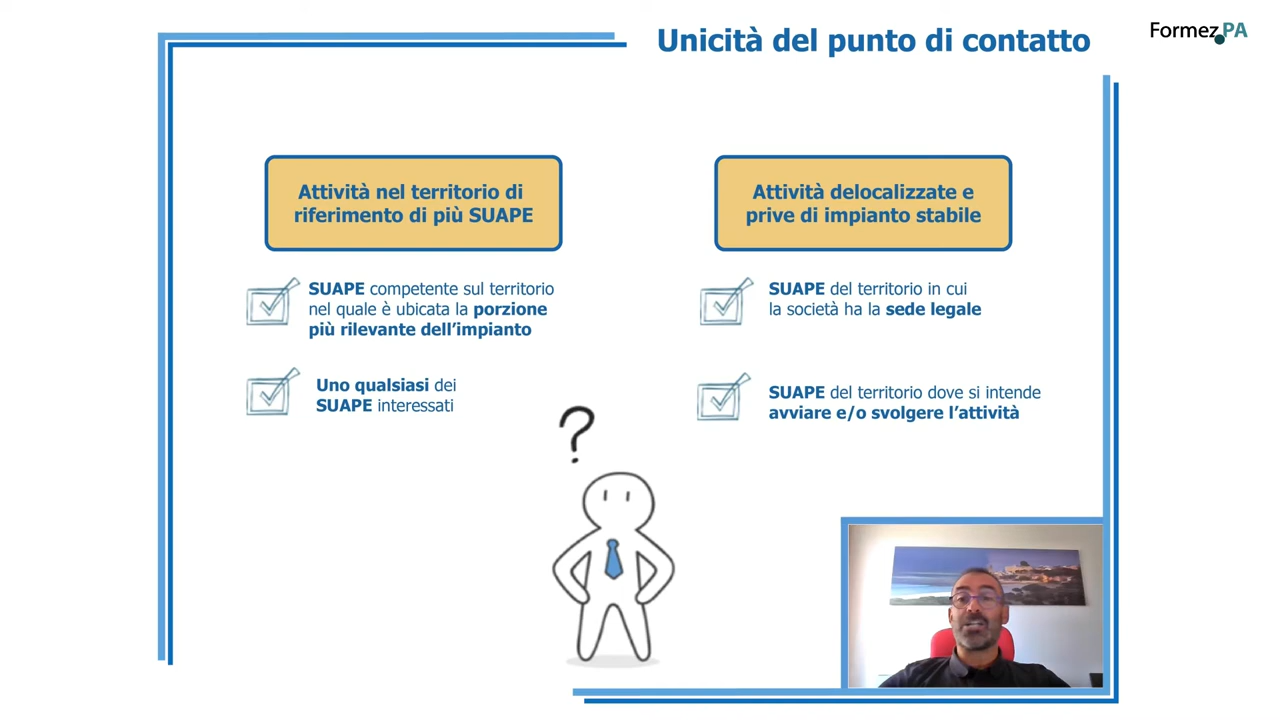 Unicità del punto di contatto
Formez PA
Attività nel territorio di
riferimento di più SUAPE
SUAPE competente sul territorio
nel quale è ubicata la porzione
più rilevante dell'impianto
Uno qualsiasi dei
SUAPE interessati
Attività delocalizzate e
prive di impianto stabile
SUAPE del territorio in cui
la società ha la sede legale
SUAPE del territorio dove si intende
avviare e/o svolgere l'attività
?